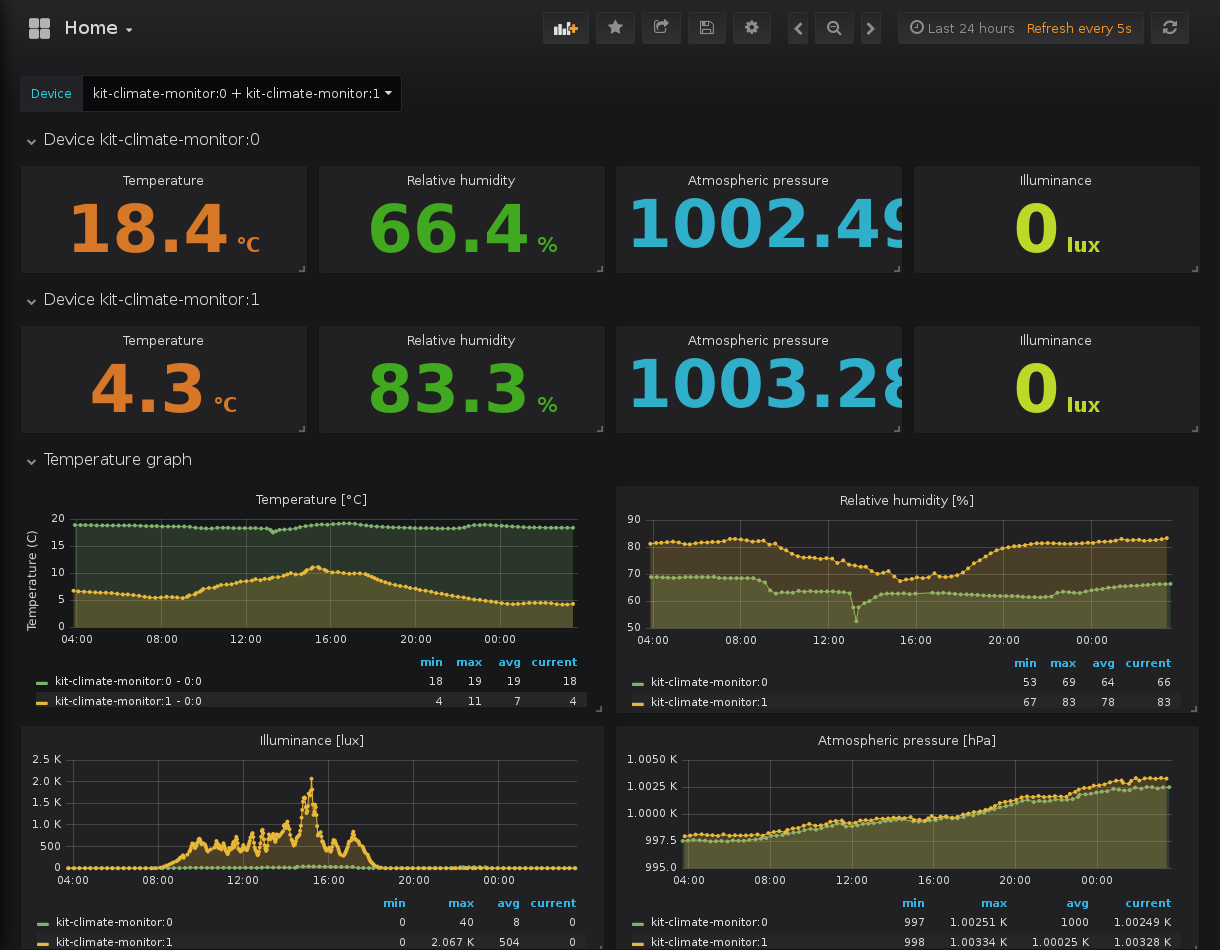 Home
Last 24 hours Refresh every 5s
Device kit-climate-monitor:0 + kit-climate-monitor:1
Device kit-climate-monitor:0
Temperature Relative humidity Atmospheric pressure Illuminance
18.4 °C 66.4 % 1002.49 0 lux
Device kit-climate-monitor:1
Temperature Relative humidity Atmospheric pressure Illuminance
4.3 °C 83.3 % 1003.28 0 lux
Temperature graph
Temperature [°C]
Temperature (C)
20
15
10
5
0
04:00 08:00 12:00 16:00 20:00 00:00
min max avg current
kit-climate-monitor:0 - 0:0 18 19 19 18
kit-climate-monitor:1 - 0:0 4 11 7 4
Relative humidity [%]
90
80
70
60
50
04:00 08:00 12:00 16:00 20:00 00:00
min max avg current
kit-climate-monitor:0 53 69 64 66
kit-climate-monitor:1 67 83 78 83
Illuminance [lux]
2.5 K
2.0 K
1.5 K
1.0 K
500
0
04:00 08:00 12:00 16:00 20:00 00:00
min max avg current
kit-climate-monitor:0 0 40 8 0
kit-climate-monitor:1 0 2.067 K 504 0
Atmospheric pressure [hPa]
1.0050 K
1.0025 K
1.0000 K
997.5
995.0
04:00 08:00 12:00 16:00 20:00 00:00
min max avg current
kit-climate-monitor:0 997 1.00251 K 1000 1.00249 K
kit-climate-monitor:1 998 1.00334 K 1.00025 K 1.00328 K